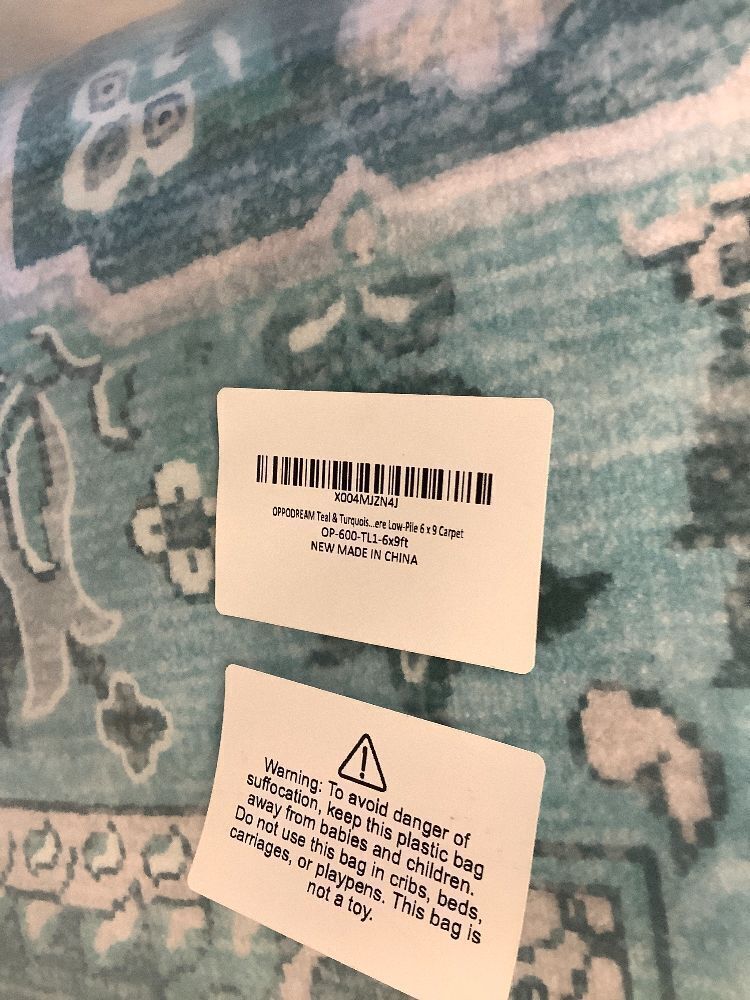 X004MJZN4J
OPPODREAM Teal & Turquois...ere Low-Pile 6 x 9 Carpet
OP-600-TL1-6x9ft
NEW MADE IN CHINA
Warning: To avoid danger of
suffocation, keep this plastic bag
away from babies and children.
Do not use this bag in cribs, beds,
carriages, or playpens. This bag is
not a toy.